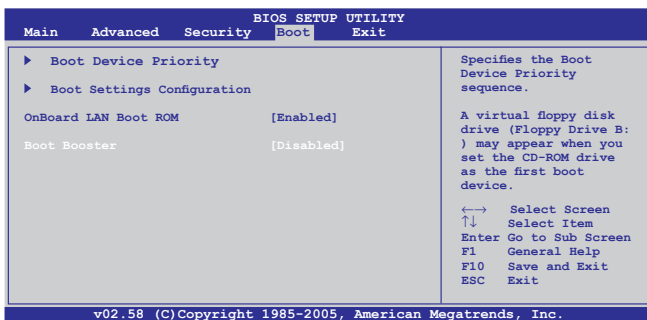 BIOS SETUP UTILITY
Main Advanced Security Boot Exit
Boot Device Priority
Boot Settings Configuration
OnBoard LAN Boot ROM [Enabled]
Boot Booster [Disabled]
Specifies the Boot
Device Priority
sequence.
A virtual floppy disk
drive (Floppy Drive B:
) may appear when you
set the CD-ROM drive
as the first boot
device.
←→ Select Screen
↑↓ Select Item
Enter Go to Sub Screen
F1 General Help
F10 Save and Exit
ESC Exit
v02.58 (C)Copyright 1985-2005, American Megatrends, Inc.